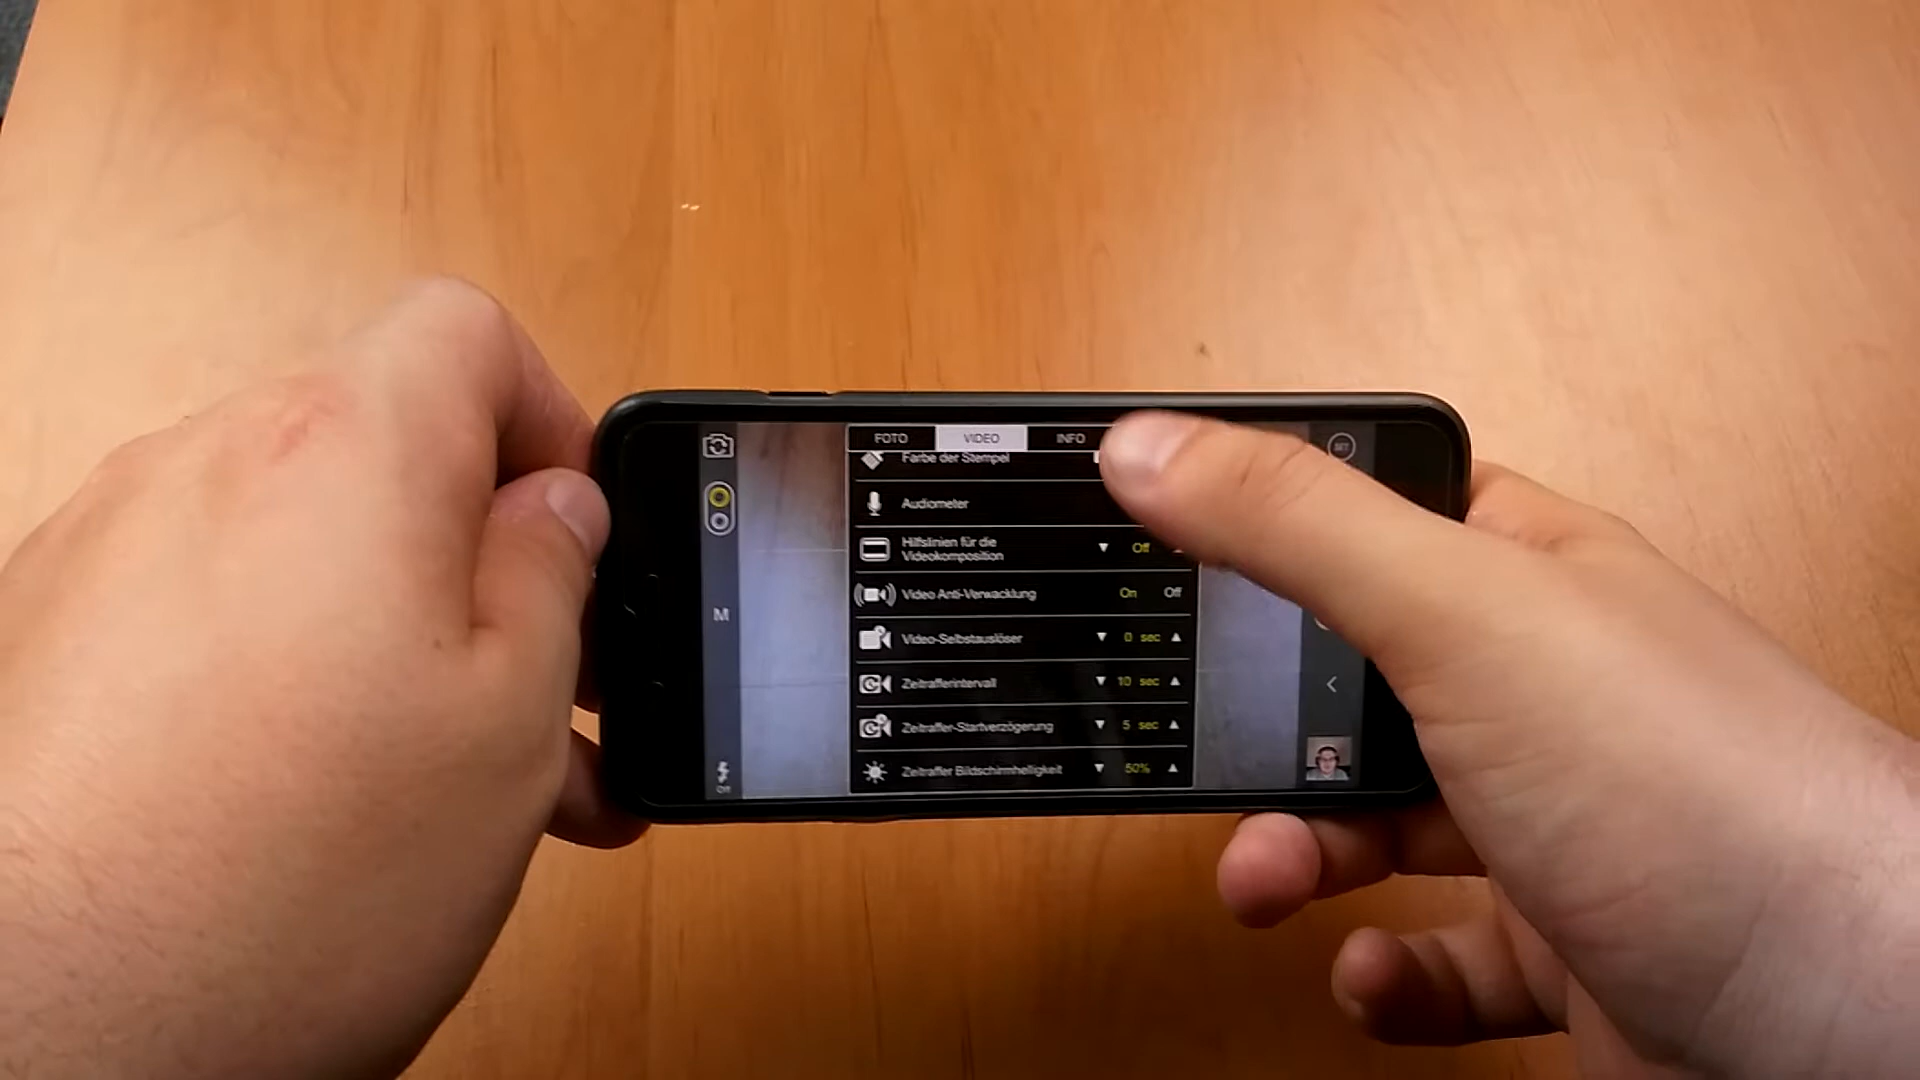 FOTO VIDEO INFO
Farbe der Stempel
Audiometer
Hilfslinien für die
Videokomposition
▼ Off
Video Anti-Verwacklung On Off
M
Video-Selbstauslöser ▼ 0 sec ▲
Zeitrafferintervall ▼ 10 sec ▲
Zeitraffer-Startverzögerung ▼ 5 sec ▲
Zeitraffer Bildschirmhelligkeit ▼ 50% ▲
Off